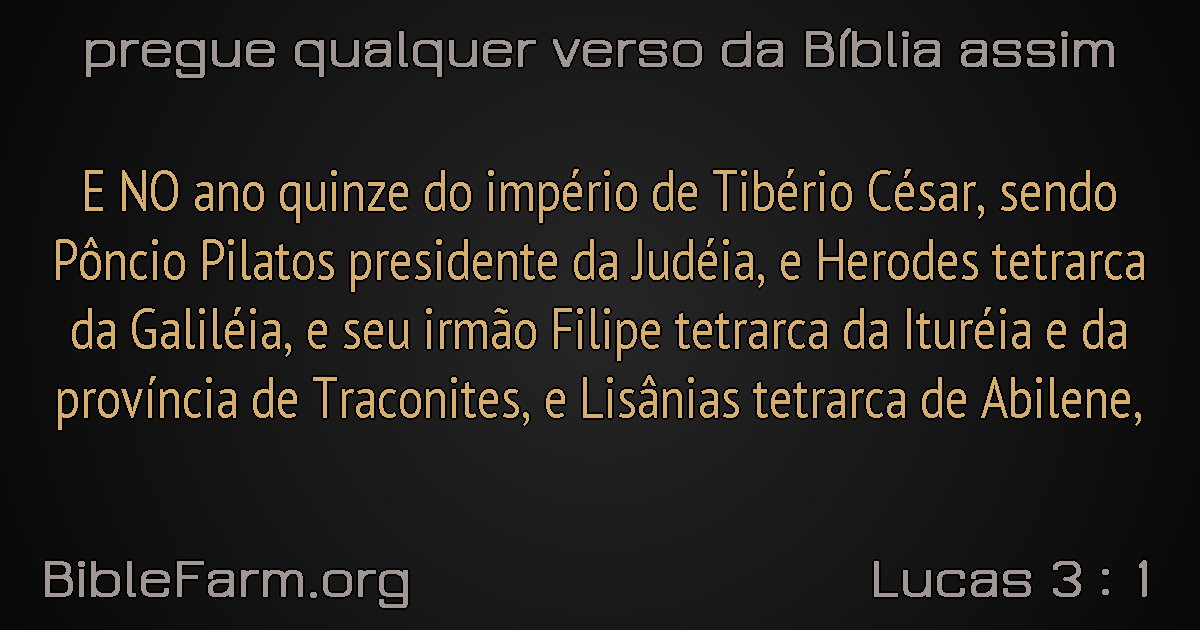 pregue qualquer verso da Bíblia assim
E NO ano quinze do império de Tibério César, sendo
Pôncio Pilatos presidente da Judéia, e Herodes tetrarca
da Galiléia, e seu irmão Filipe tetrarca da Ituréia e da
província de Traconites, e Lisânias tetrarca de Abilene,
BibleFarm.org
Lucas 3 : 1